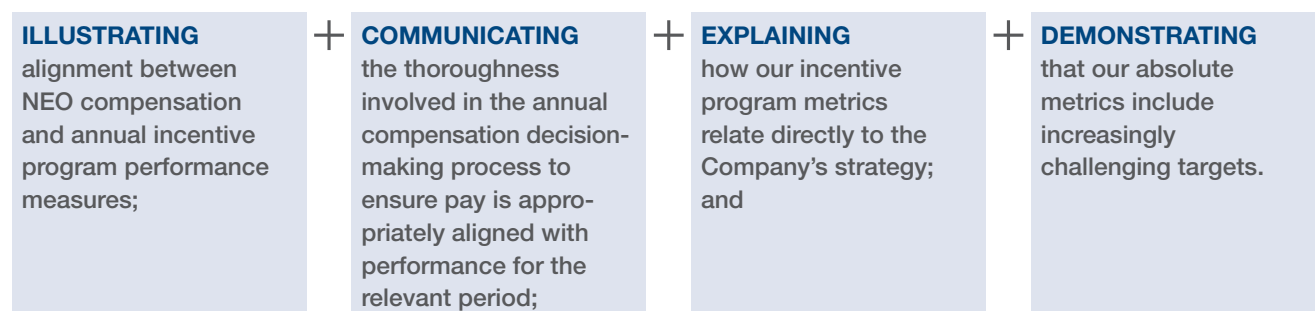 ILLUSTRATING
alignment between
NEO compensation
and annual incentive
program performance
measures;
+
COMMUNICATING
the thoroughness
involved in the annual
compensation decision-
making process to
ensure pay is appro-
priately aligned with
performance for the
relevant period;
+
EXPLAINING
how our incentive
program metrics
relate directly to the
Company’s strategy;
and
+
DEMONSTRATING
that our absolute
metrics include
increasingly
challenging targets.